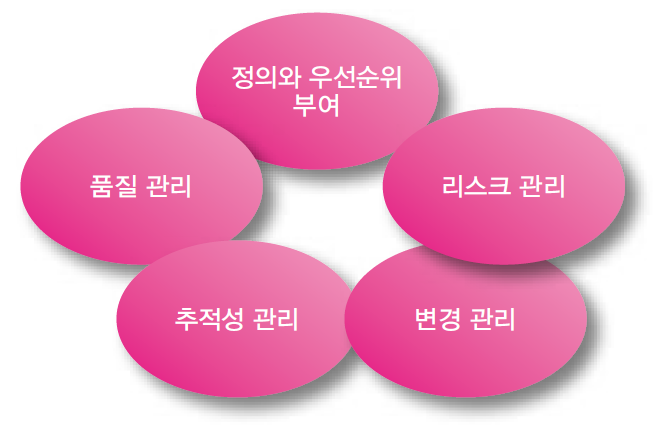 정의와 우선순위
부여
품질 관리
리스크 관리
추적성 관리
변경 관리